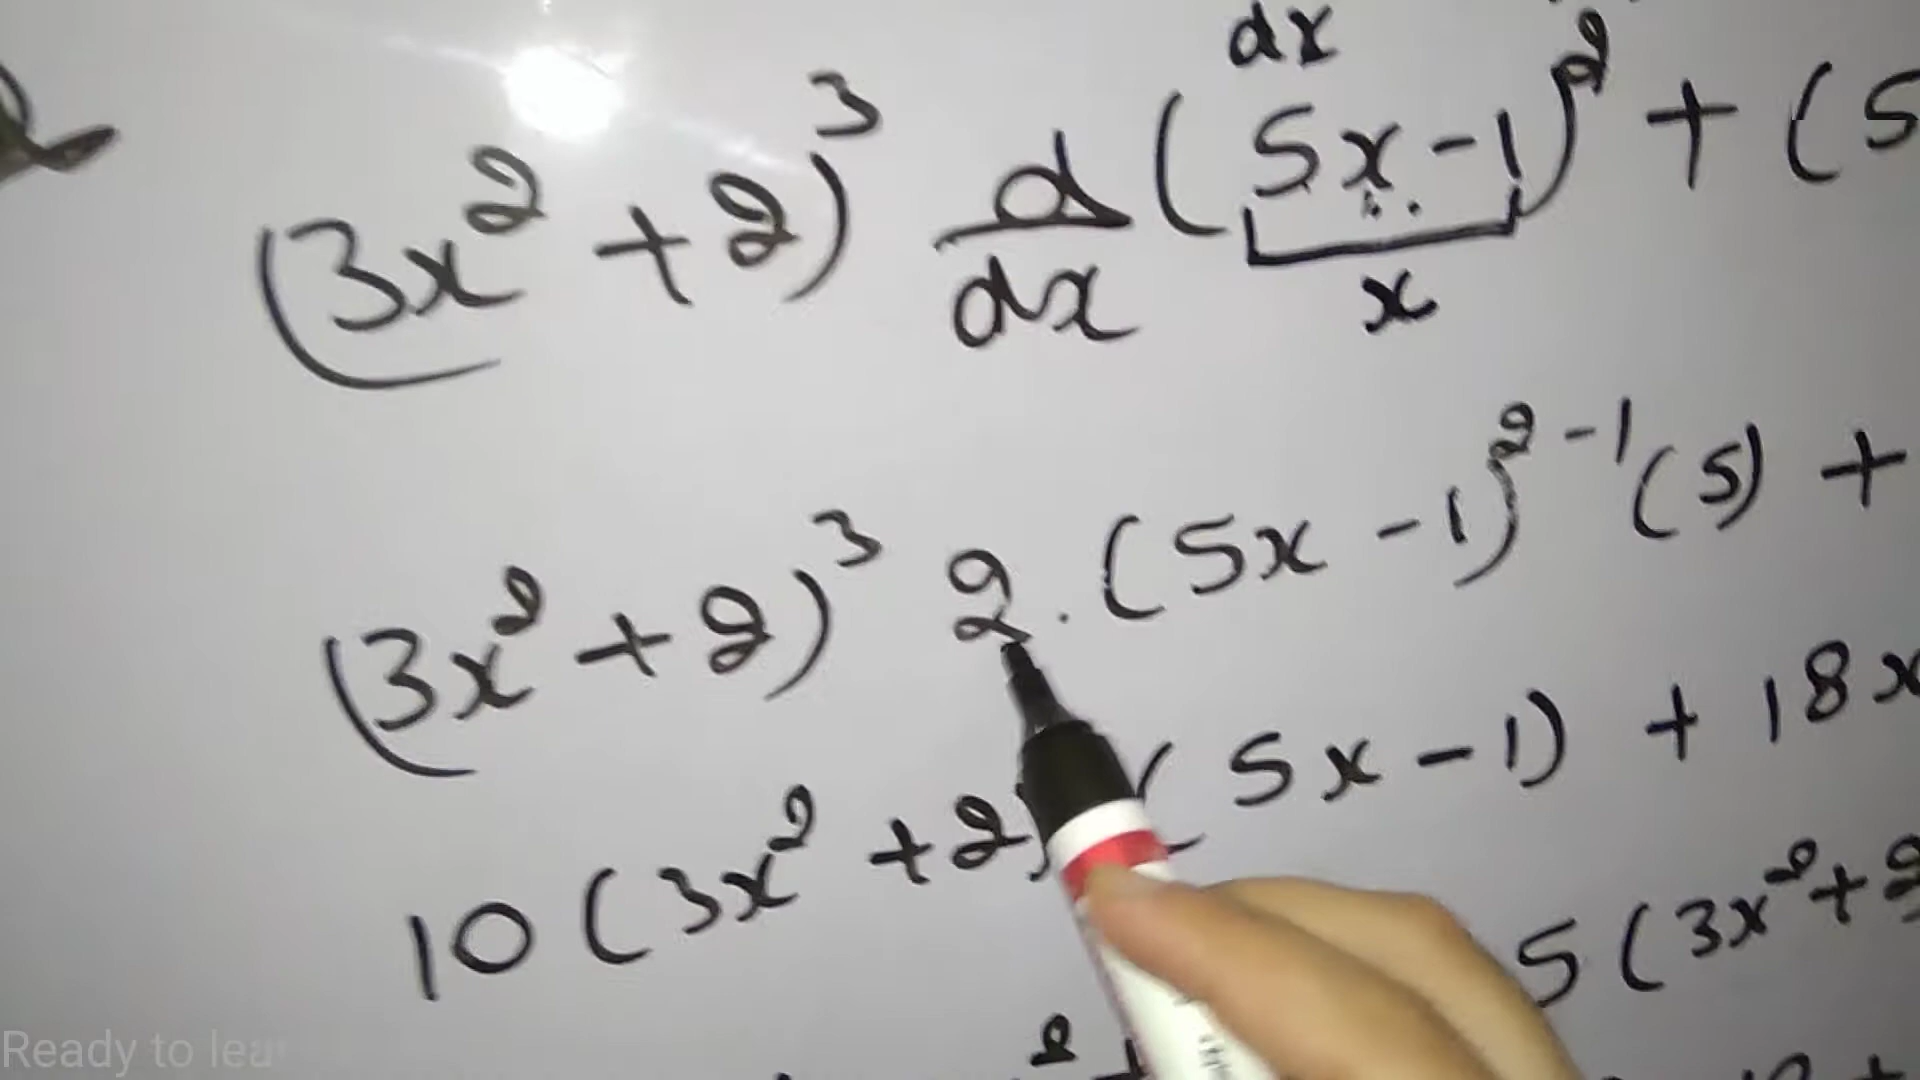 dx
(3x² + 2)³ d/dx (5x - 1)² + (5
x
(3x² + 2)³ 2 . (5x - 1)²⁻¹ (5) +
10 (3x² + 2) (5x - 1) + 18x
5 (3x² + 2
Ready to lea